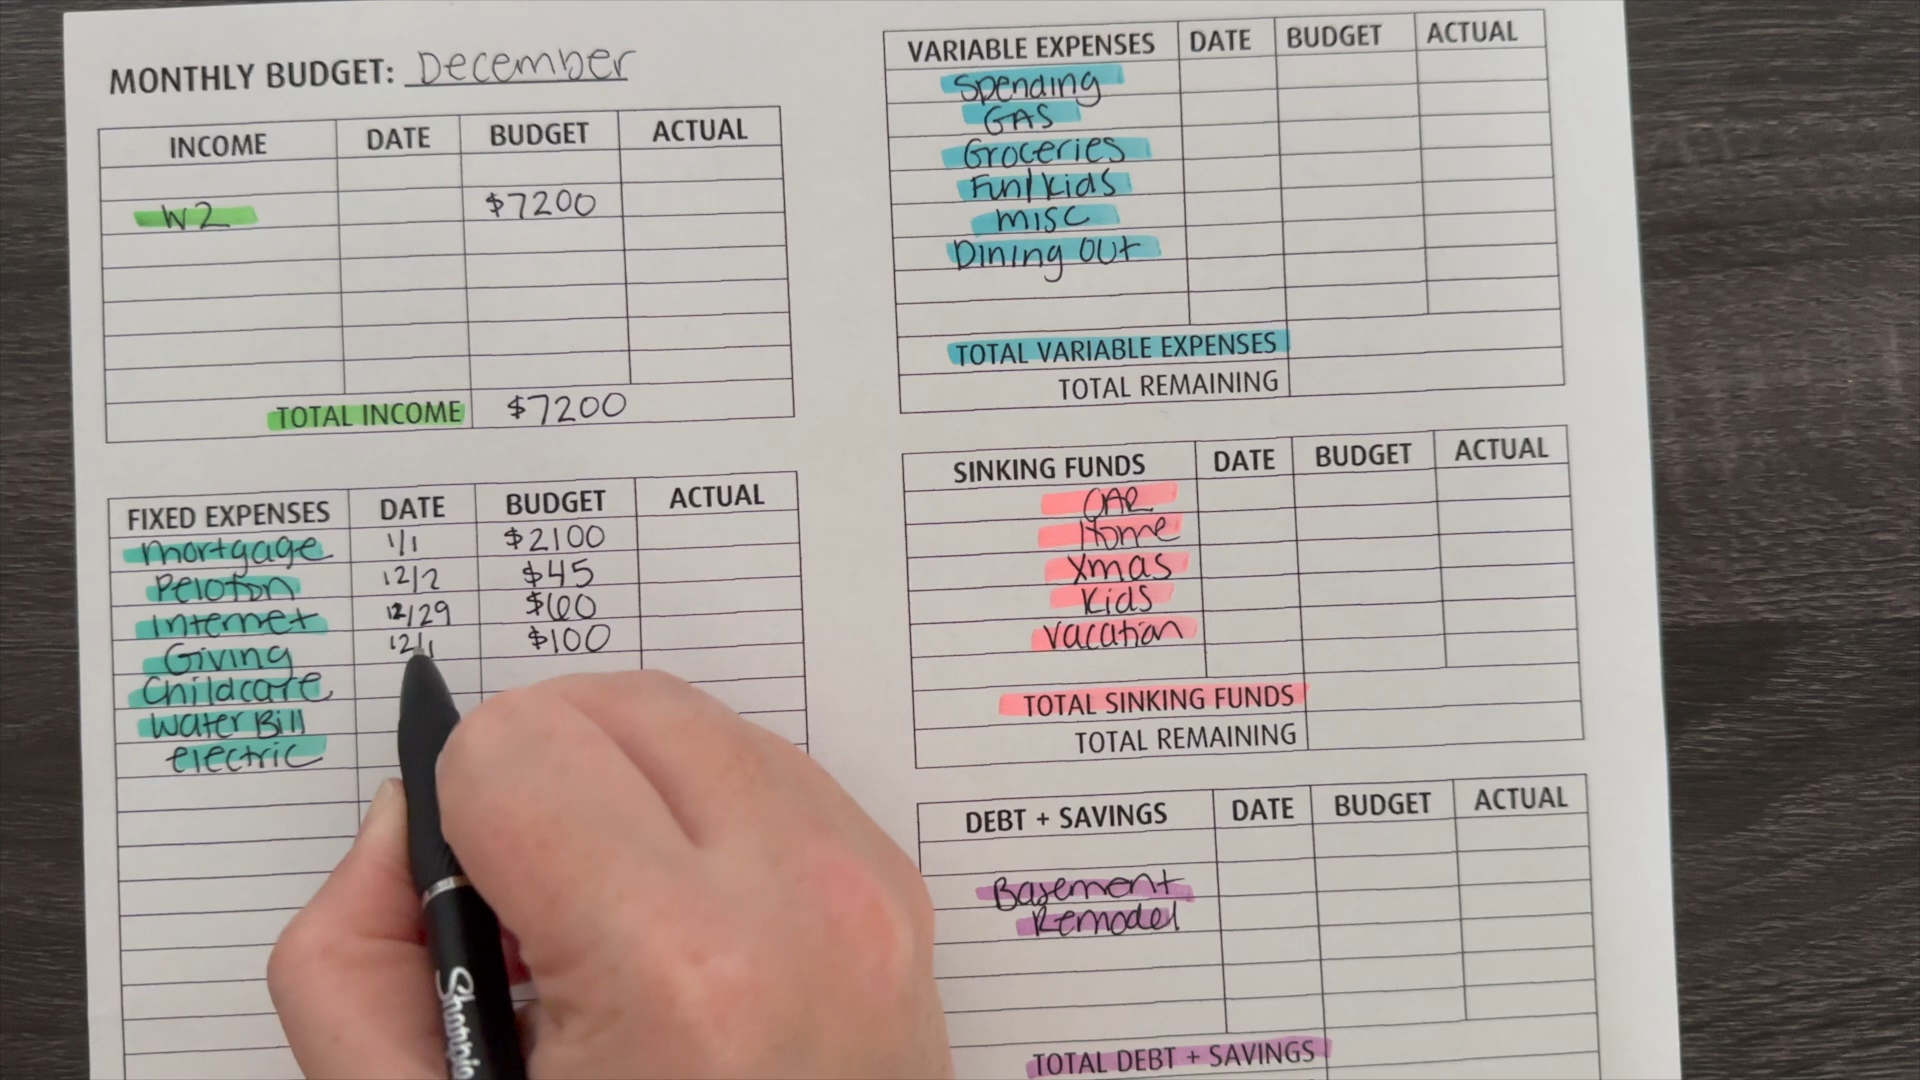 MONTHLY BUDGET: December
INCOME DATE BUDGET ACTUAL
W2 $7200
TOTAL INCOME $7200
FIXED EXPENSES DATE BUDGET ACTUAL
mortgage 1/1 $2100
Peloton 12/2 $45
Internet 12/29 $60
Giving 12/1 $100
Childcare
Water Bill
electric
VARIABLE EXPENSES DATE BUDGET ACTUAL
Spending
GAS
Groceries
Fun/Kids
misc
Dining OUt
TOTAL VARIABLE EXPENSES
TOTAL REMAINING
SINKING FUNDS DATE BUDGET ACTUAL
CAR
Home
Xmas
Kids
Vacation
TOTAL SINKING FUNDS
TOTAL REMAINING
DEBT + SAVINGS DATE BUDGET ACTUAL
Basement
Remodel
TOTAL DEBT + SAVINGS
Sharpie